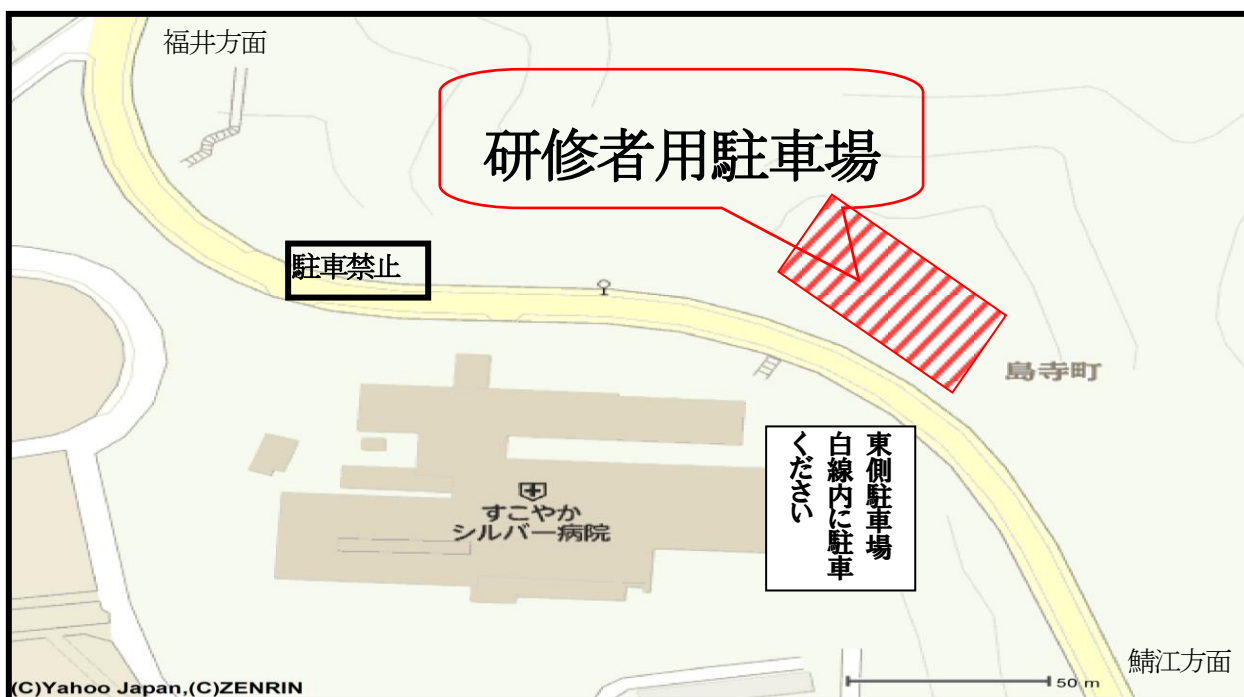 福井方面
研修者用駐車場
駐車禁止
島寺町
東側駐車場
白線内に駐車
ください
すこやか
シルバー病院
鯖江方面
50 m
(C)Yahoo Japan,(C)ZENRIN